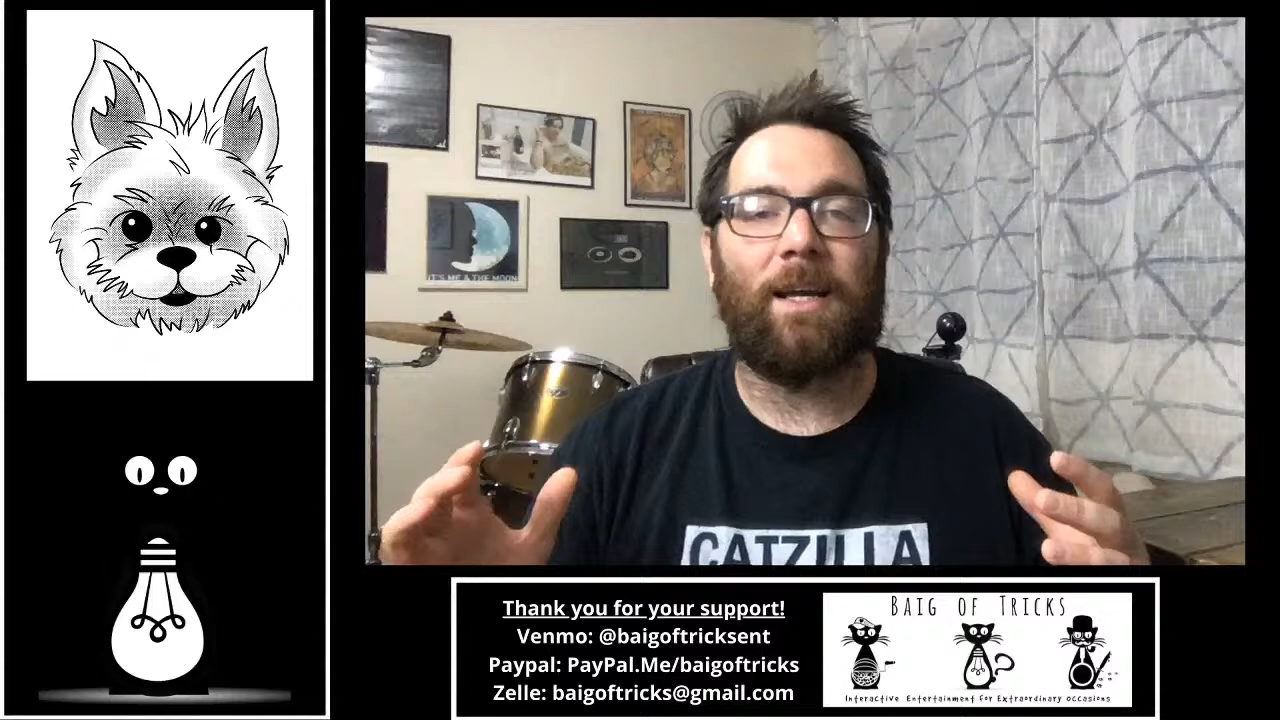 IT'S ME & THE MOON
CATZILLA
Thank you for your support!
Venmo: @baigoftricksent
Paypal: PayPal.Me/baigoftricks
Zelle: baigoftricks@gmail.com
BAIG OF TRICKS
Interactive Entertainment for Extraordinary occasions